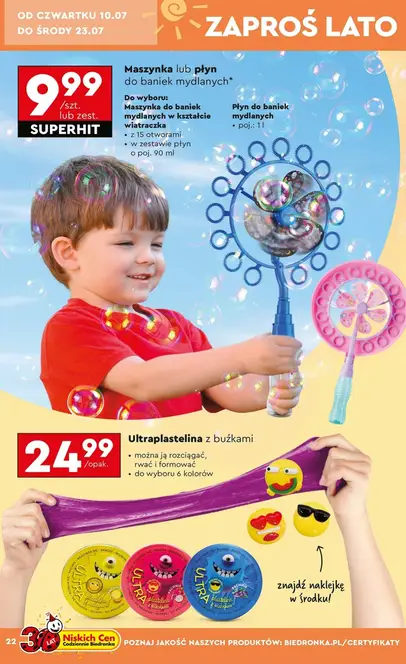 OD CZWARTKU 10.07
DO ŚRODY 23.07
ZAPROŚ LATO
9.99
/szt.
lub zest.
SUPERHIT
Maszynka lub płyn
do baniek mydlanych*
Do wyboru:
Maszynka do baniek
mydlanych w kształcie
wiatraczka
• z 15 otworami
• w zestawie płyn
o poj. 90 ml
Płyn do baniek
mydlanych
• poj.: 1 l
24.99
/opak.
Ultraplastelina z buźkami
• można ją rozciągać,
rwać i formować
• do wyboru 6 kolorów
znajdź naklejkę
w środku!
ULTRA
ULTRA
ULTRA
22
30 LAT
Niskich Cen
Codziennie Biedronka
POZNAJ JAKOŚĆ NASZYCH PRODUKTÓW: BIEDRONKA.PL/CERTYFIKATY